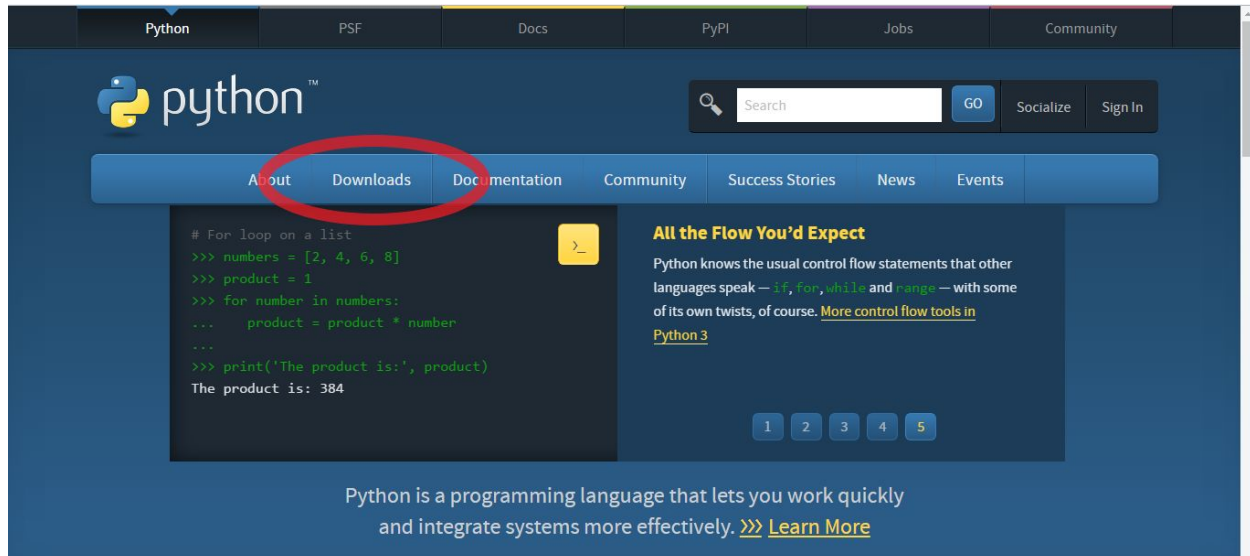 Python PSF Docs PyPI Jobs Community
python™
Search GO Socialize Sign In
About Downloads Documentation Community Success Stories News Events
# For loop on a list
>>> numbers = [2, 4, 6, 8]
>>> product = 1
>>> for number in numbers:
...     product = product * number
...
>>> print('The product is:', product)
The product is: 384
>_
All the Flow You’d Expect
Python knows the usual control flow statements that other
languages speak — if, for, while and range — with some
of its own twists, of course. More control flow tools in
Python 3
1 2 3 4 5
Python is a programming language that lets you work quickly
and integrate systems more effectively. >>> Learn More